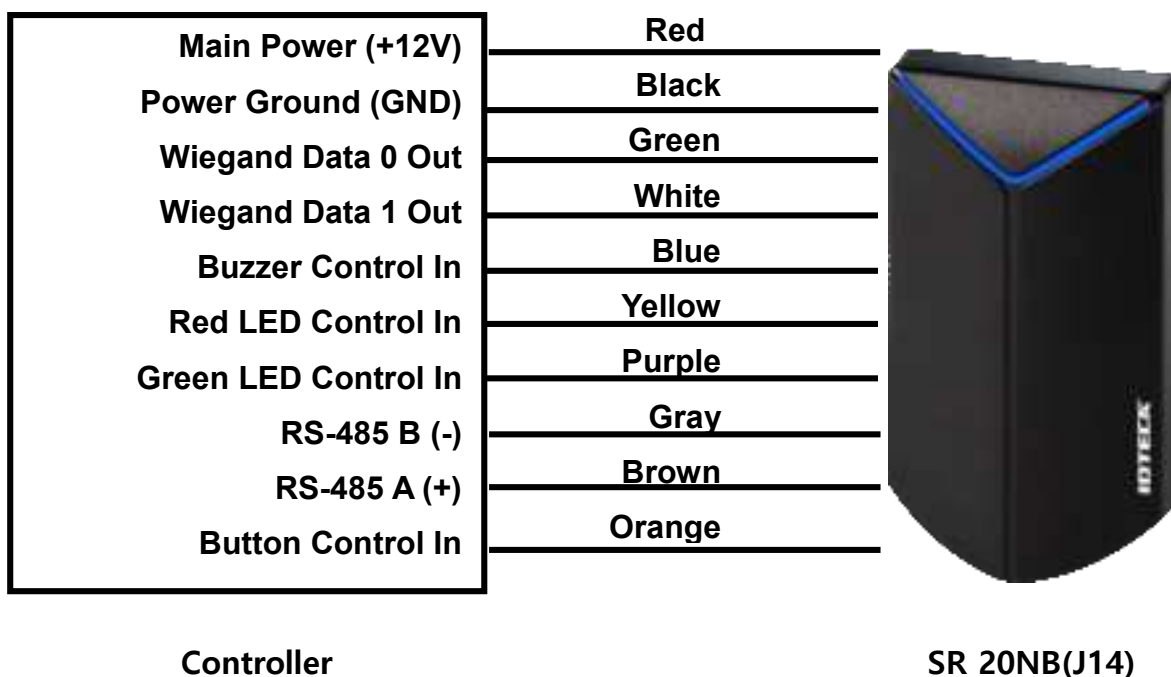 Main Power (+12V) Red
Power Ground (GND) Black
Wiegand Data 0 Out Green
Wiegand Data 1 Out White
Buzzer Control In Blue
Red LED Control In Yellow
Green LED Control In Purple
RS-485 B (-) Gray
RS-485 A (+) Brown
Button Control In Orange
IDTECK
Controller SR 20NB(J14)